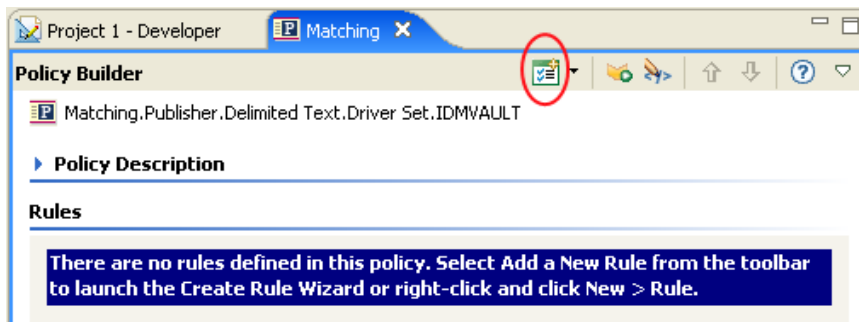 Project 1 - Developer
Matching
Policy Builder
Matching.Publisher.Delimited Text.Driver Set.IDMVAULT
Policy Description
Rules
There are no rules defined in this policy. Select Add a New Rule from the toolbar
to launch the Create Rule Wizard or right-click and click New > Rule.